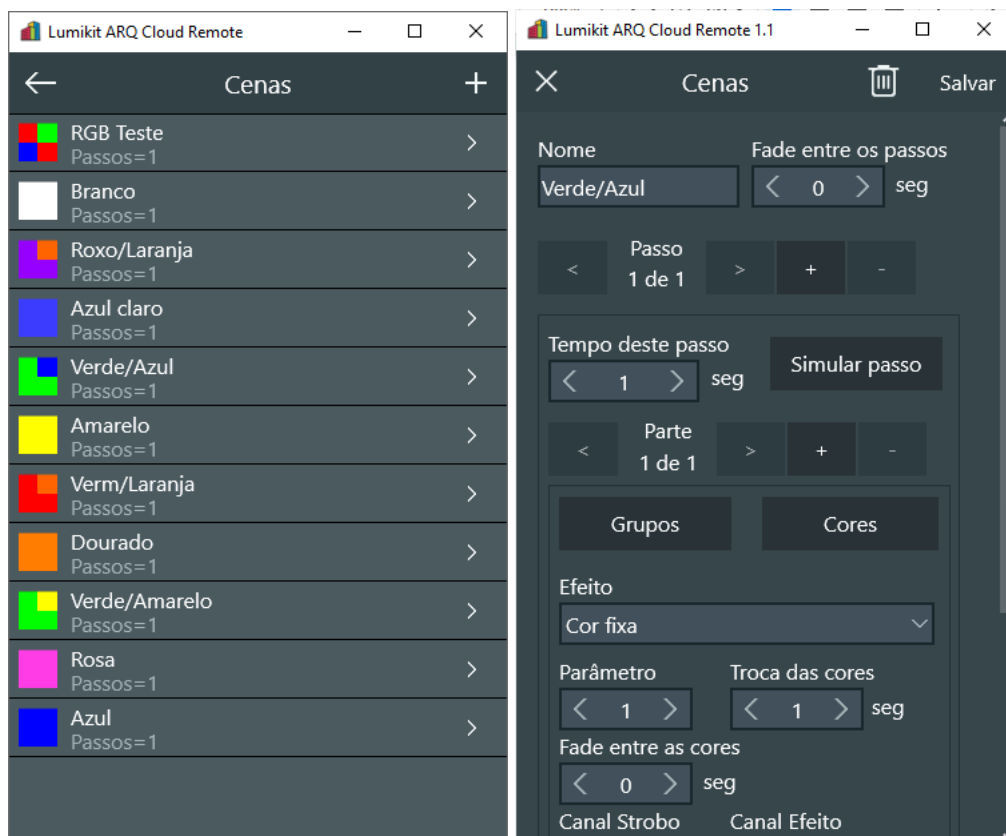 Lumikit ARQ Cloud Remote
Cenas
RGB Teste
Passos=1
Branco
Passos=1
Roxo/Laranja
Passos=1
Azul claro
Passos=1
Verde/Azul
Passos=1
Amarelo
Passos=1
Verm/Laranja
Passos=1
Dourado
Passos=1
Verde/Amarelo
Passos=1
Rosa
Passos=1
Azul
Passos=1
Lumikit ARQ Cloud Remote 1.1
Cenas Salvar
Nome Fade entre os passos
Verde/Azul < 0 > seg
Passo
< 1 de 1 > + -
Tempo deste passo
< 1 > seg Simular passo
Parte
< 1 de 1 > + -
Grupos Cores
Efeito
Cor fixa
Parâmetro Troca das cores
< 1 > < 1 > seg
Fade entre as cores
< 0 > seg
Canal Strobo Canal Efeito